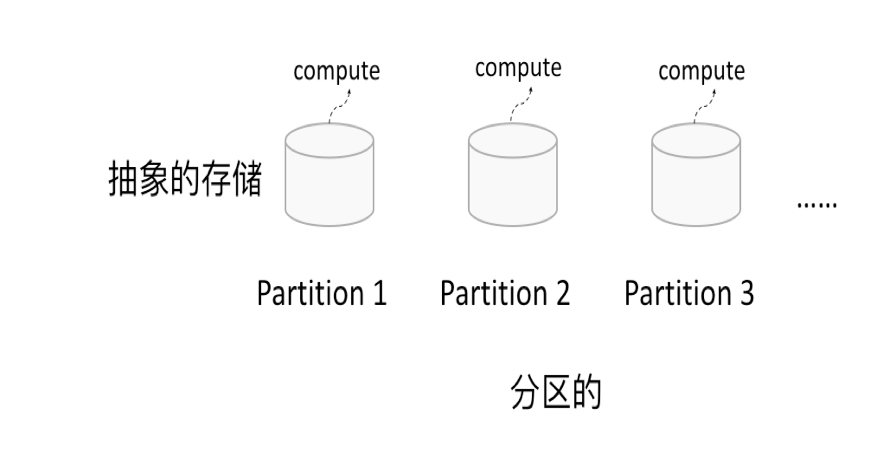 compute compute compute
抽象的存储
……
Partition 1 Partition 2 Partition 3
分区的